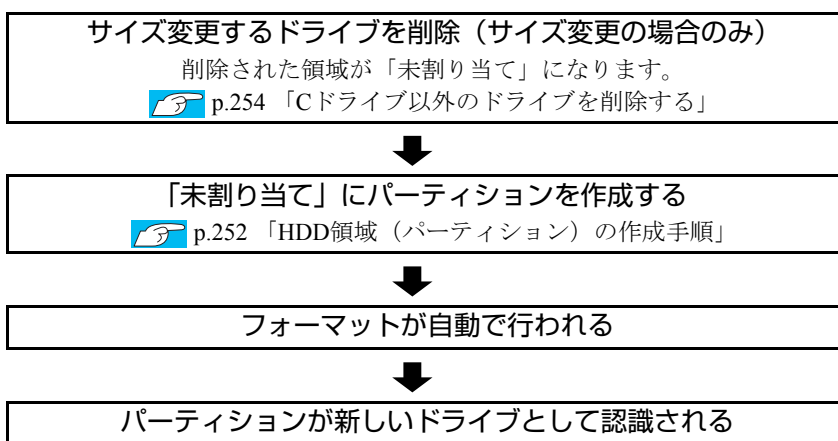 サイズ変更するドライブを削除（サイズ変更の場合のみ）
削除された領域が「未割り当て」になります。
p.254 「Cドライブ以外のドライブを削除する」
「未割り当て」にパーティションを作成する
p.252 「HDD領域（パーティション）の作成手順」
フォーマットが自動で行われる
パーティションが新しいドライブとして認識される